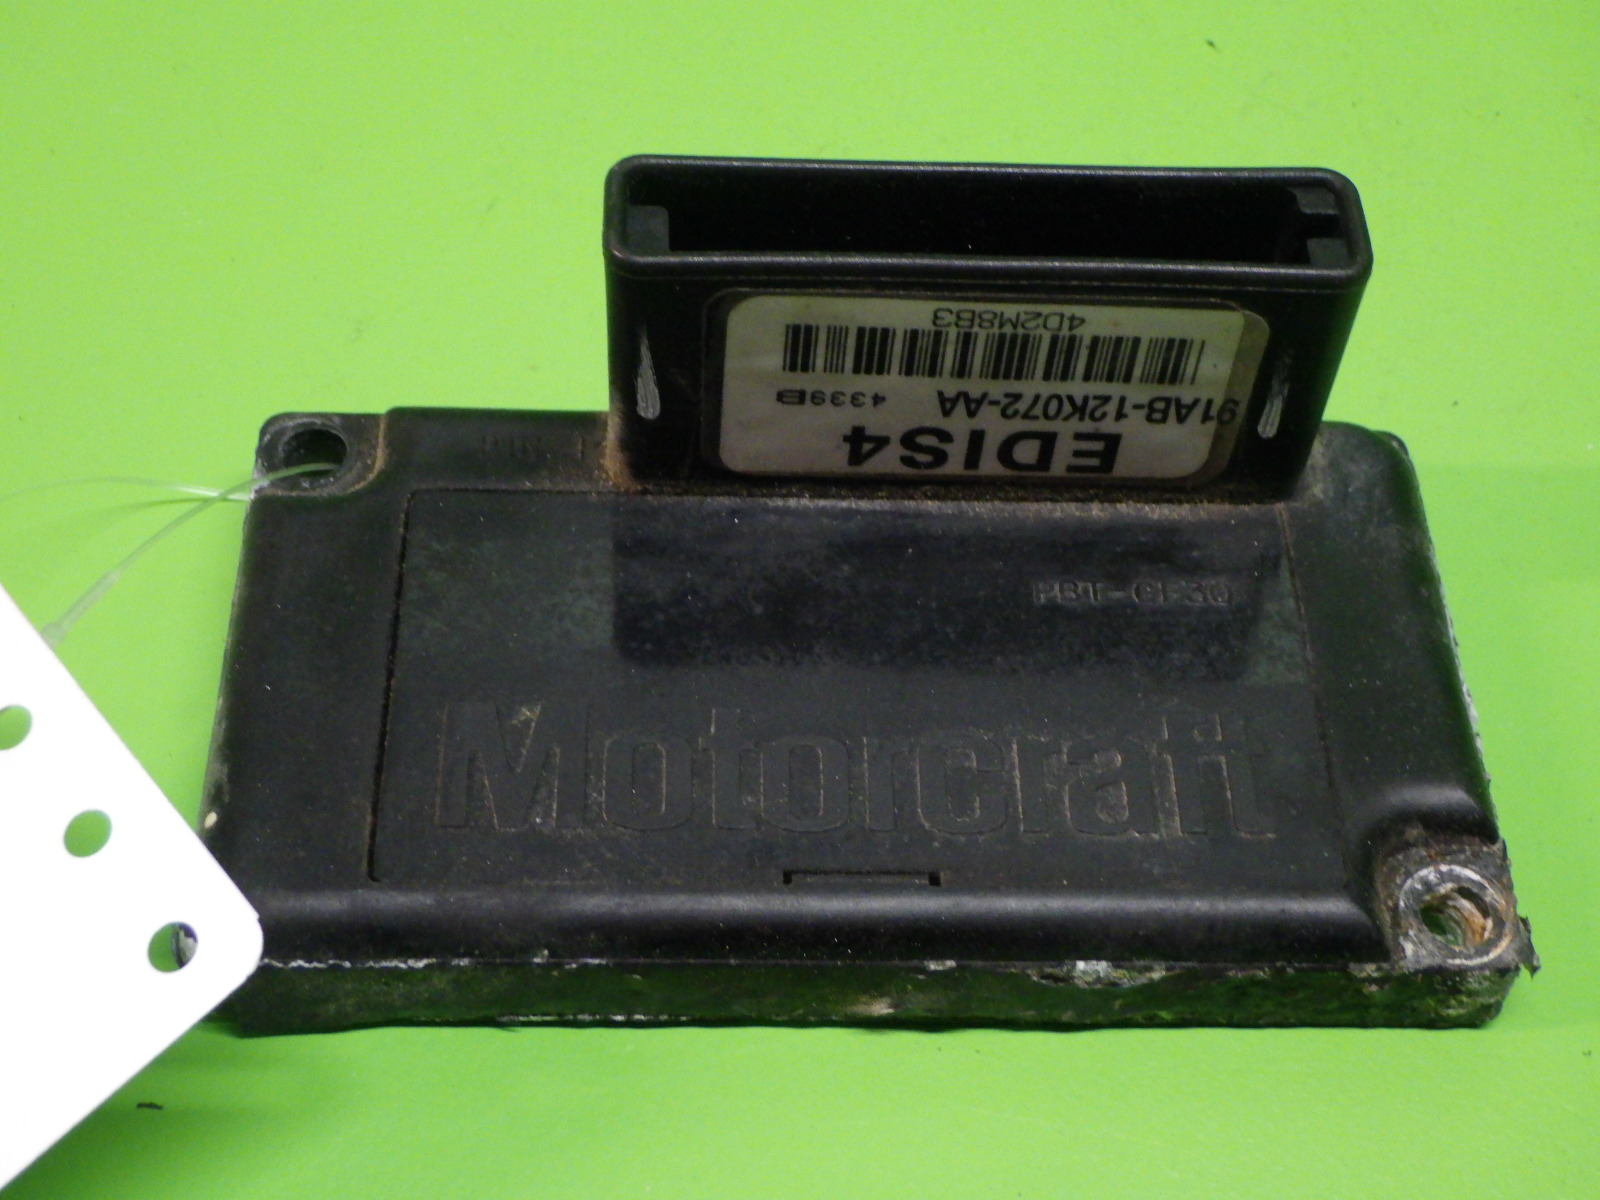 EDIS4
91AB-12K072-AA 4339B
4D2M8B3
PBT-GF30
Motorcraft